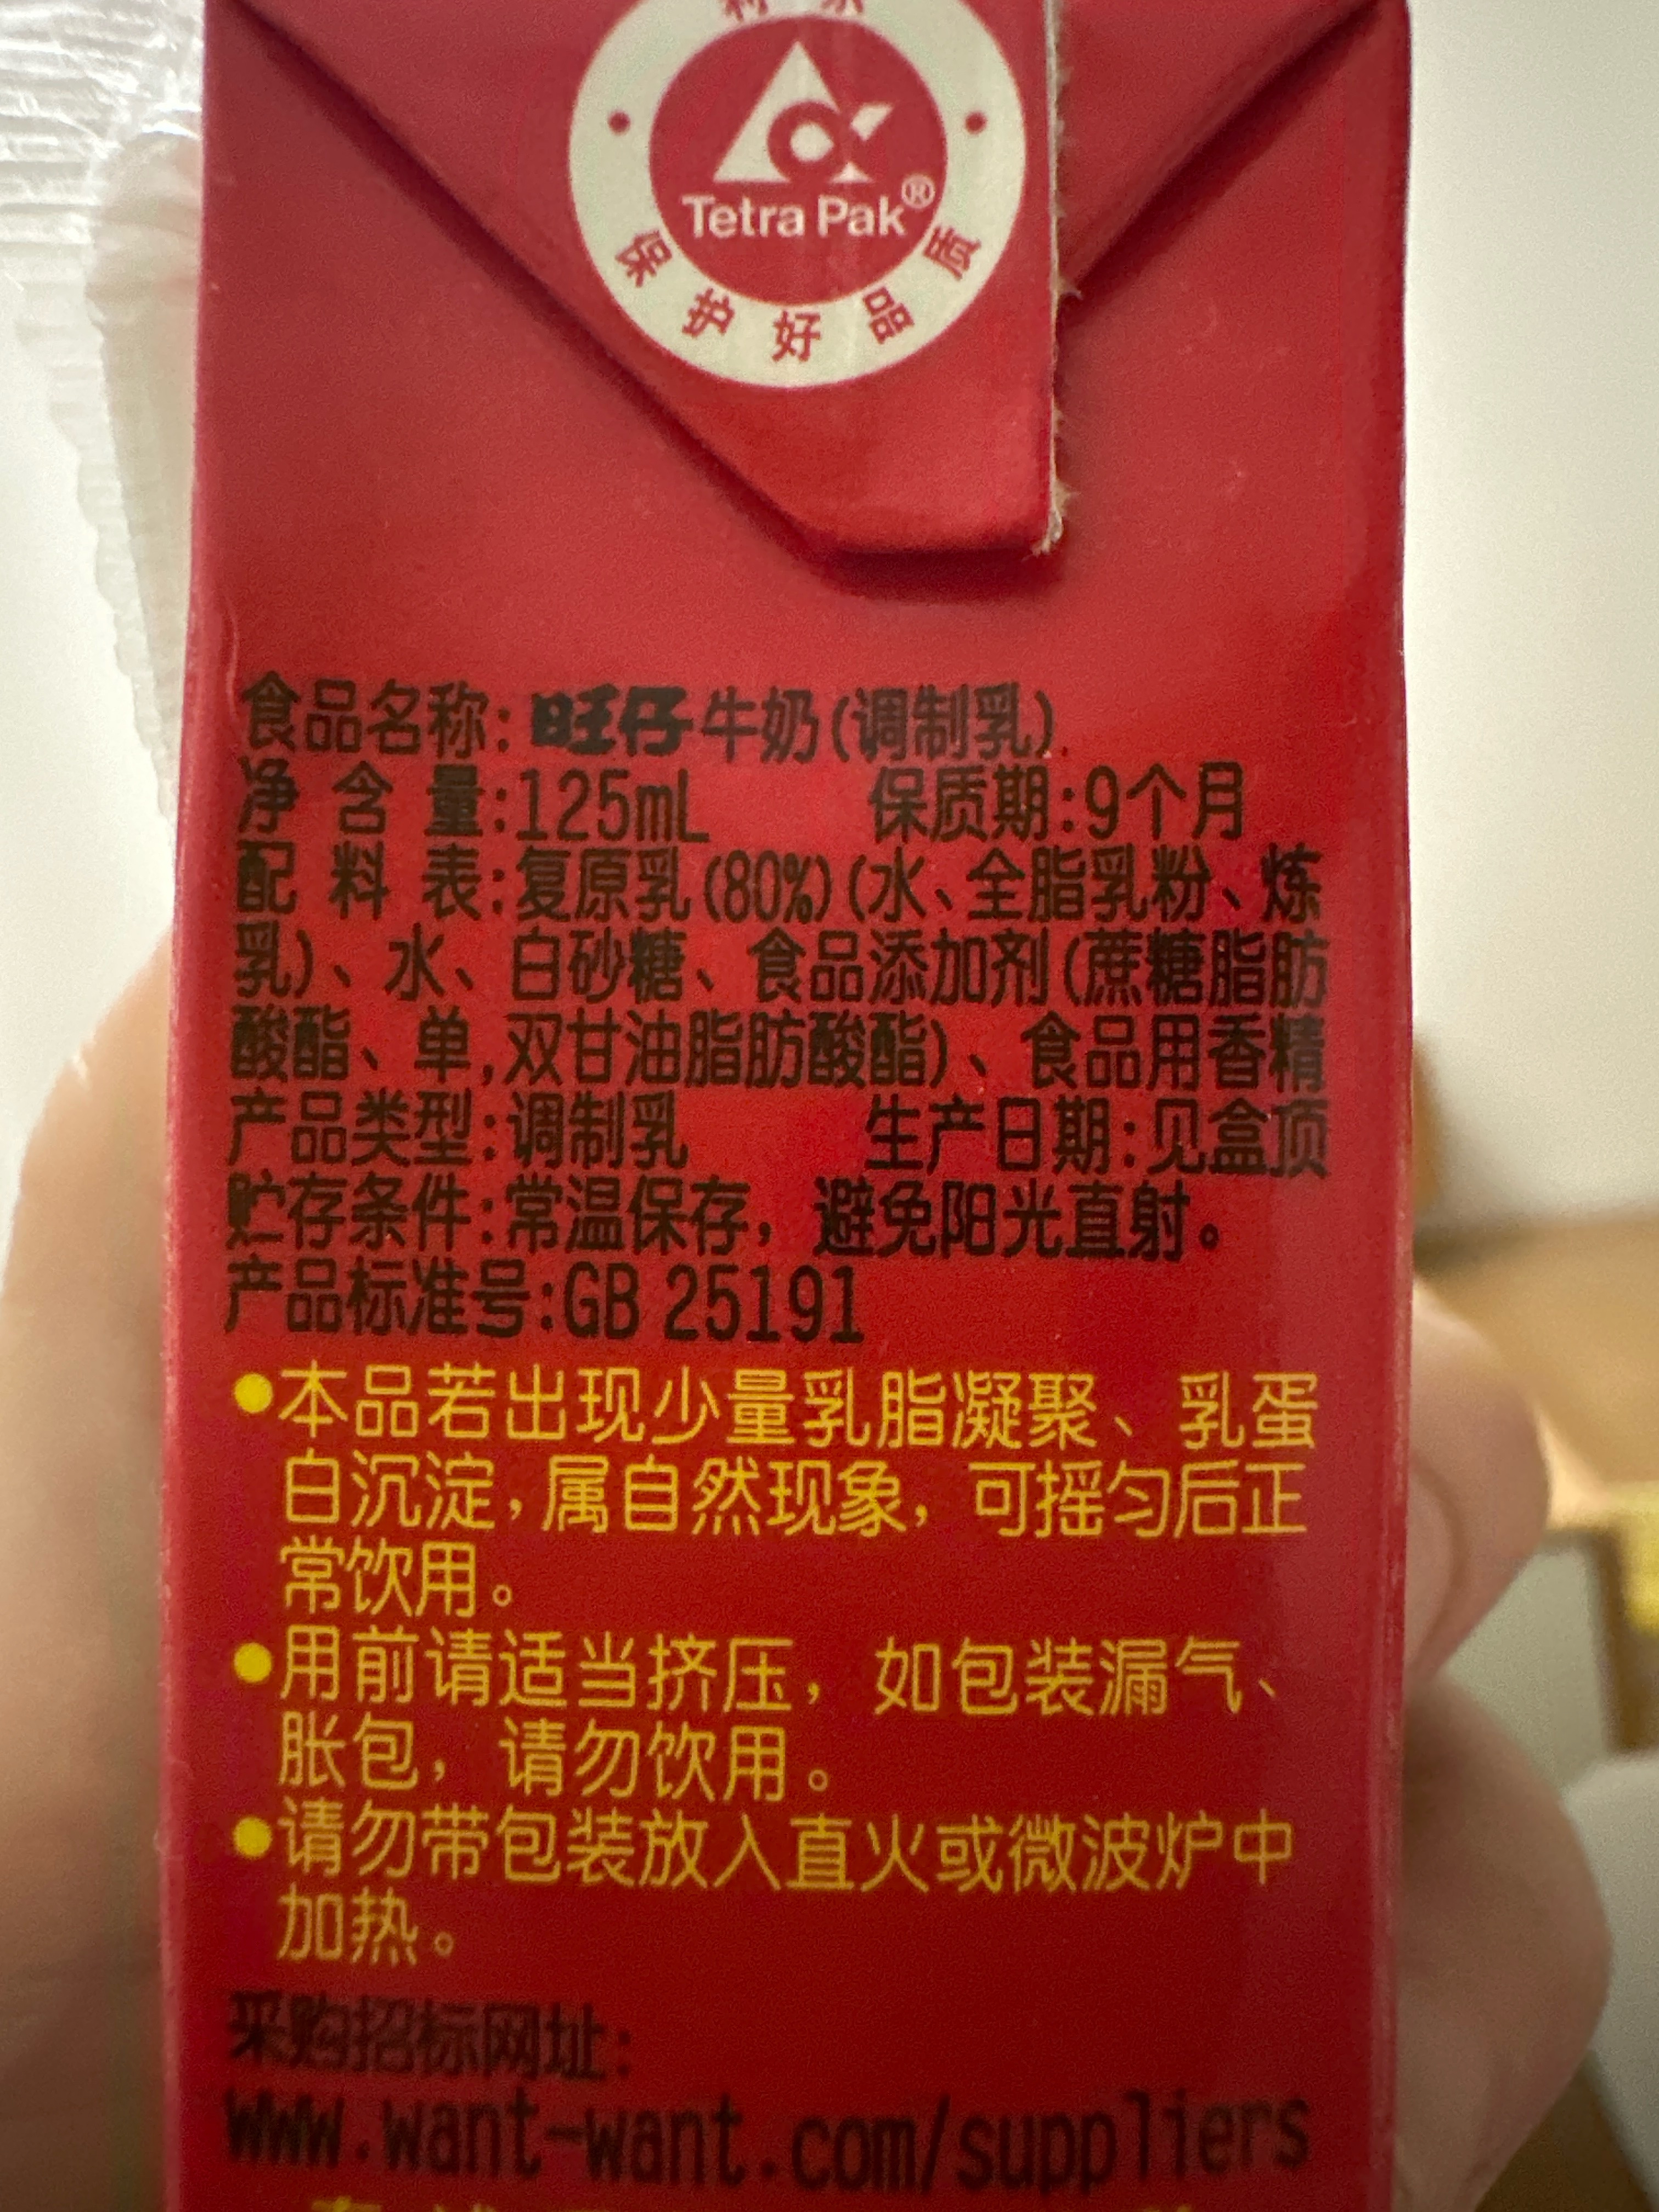 Tetra Pak®
保护好品质
食品名称:旺仔牛奶(调制乳)
净含量:125mL 保质期:9个月
配料表:复原乳(80%)(水、全脂乳粉、炼
乳)、水、白砂糖、食品添加剂(蔗糖脂肪
酸酯、单,双甘油脂肪酸酯)、食品用香精
产品类型:调制乳 生产日期:见盒顶
贮存条件:常温保存，避免阳光直射。
产品标准号:GB 25191
●本品若出现少量乳脂凝聚、乳蛋
白沉淀,属自然现象，可摇匀后正
常饮用。
●用前请适当挤压，如包装漏气、
胀包，请勿饮用。
●请勿带包装放入直火或微波炉中
加热。
采购招标网址:
www.want-want.com/suppliers